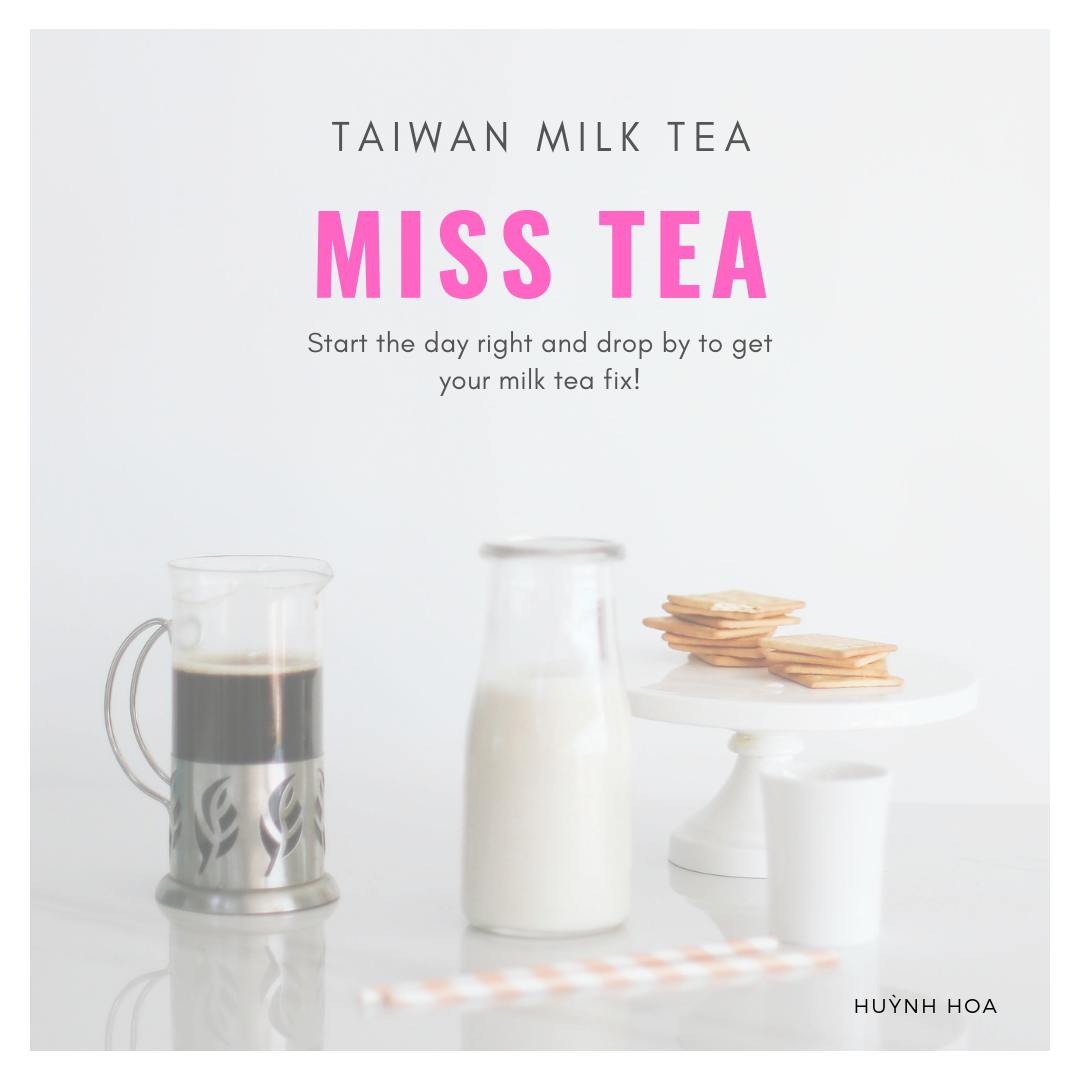 TAIWAN MILK TEA
MISS TEA
Start the day right and drop by to get
your milk tea fix!
HUỲNH HOA